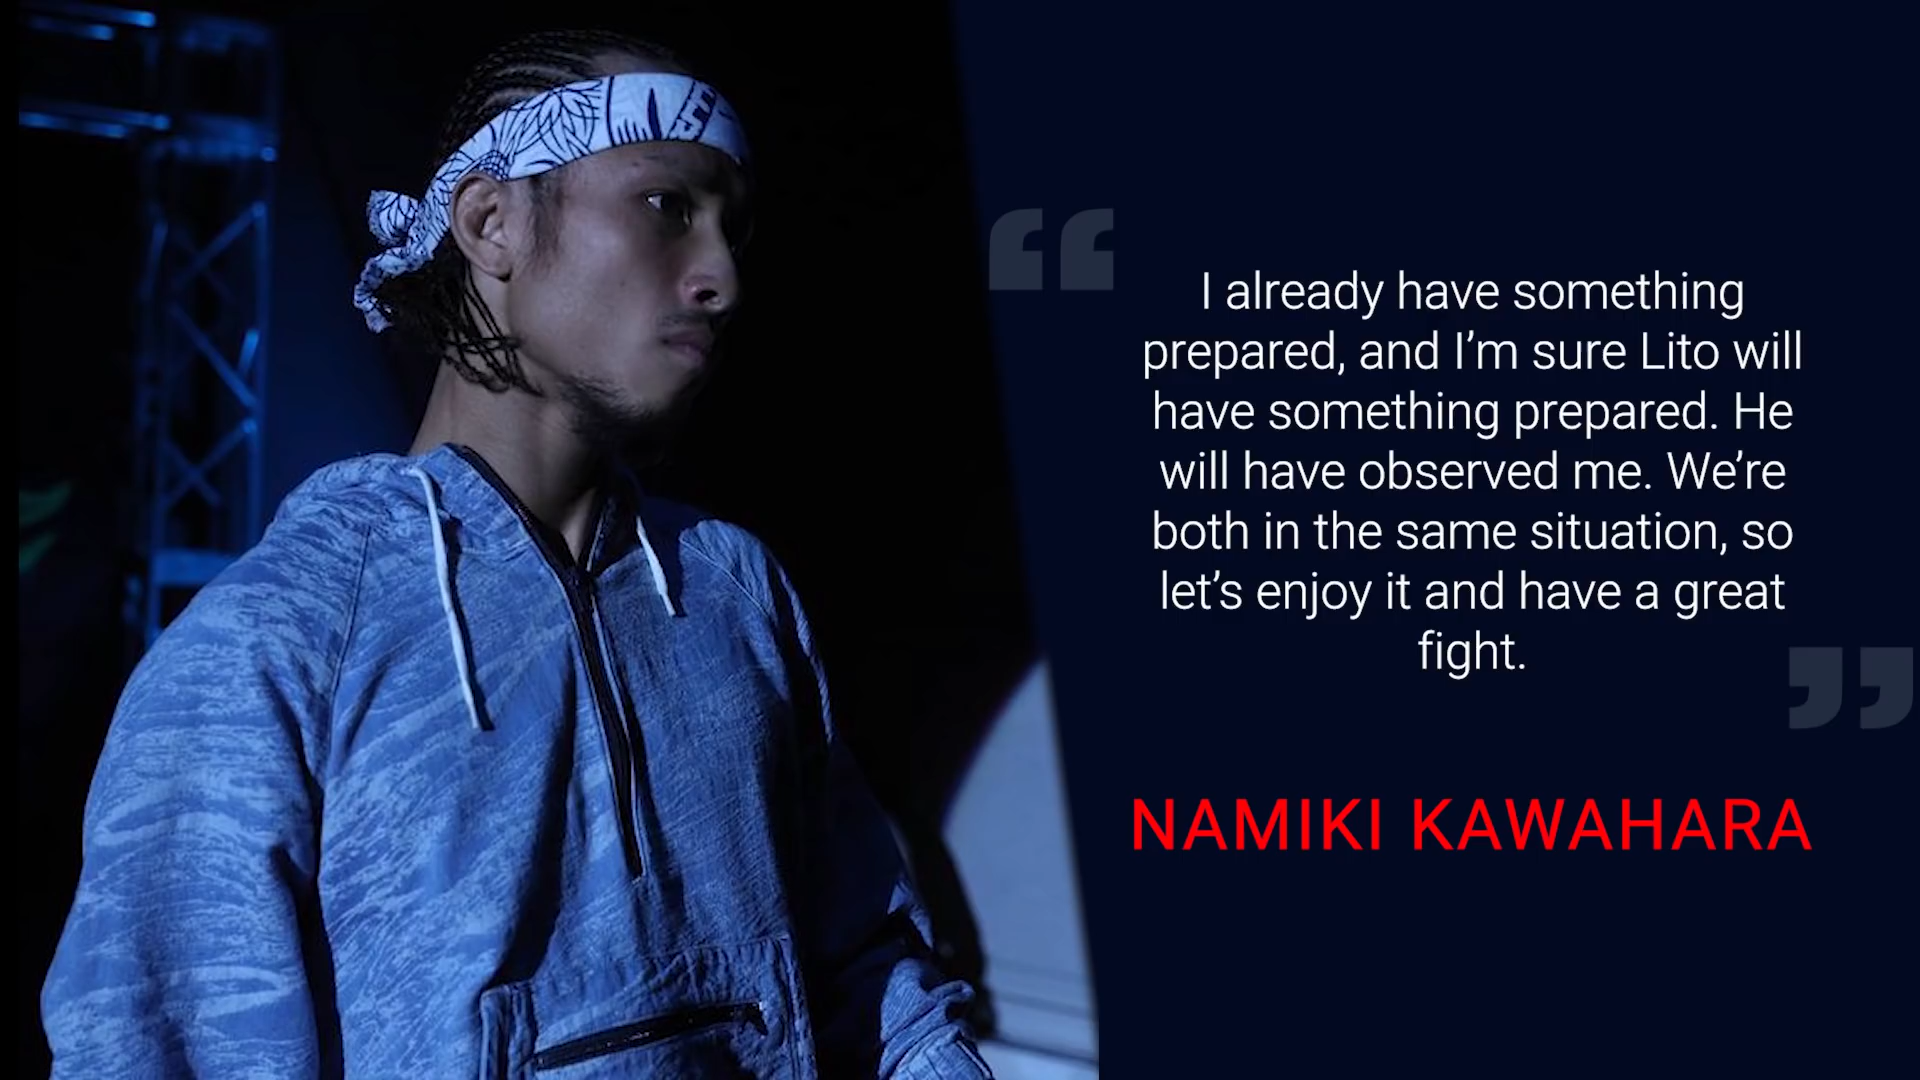 “
I already have something
prepared, and I’m sure Lito will
have something prepared. He
will have observed me. We’re
both in the same situation, so
let’s enjoy it and have a great
fight.
”
NAMIKI KAWAHARA